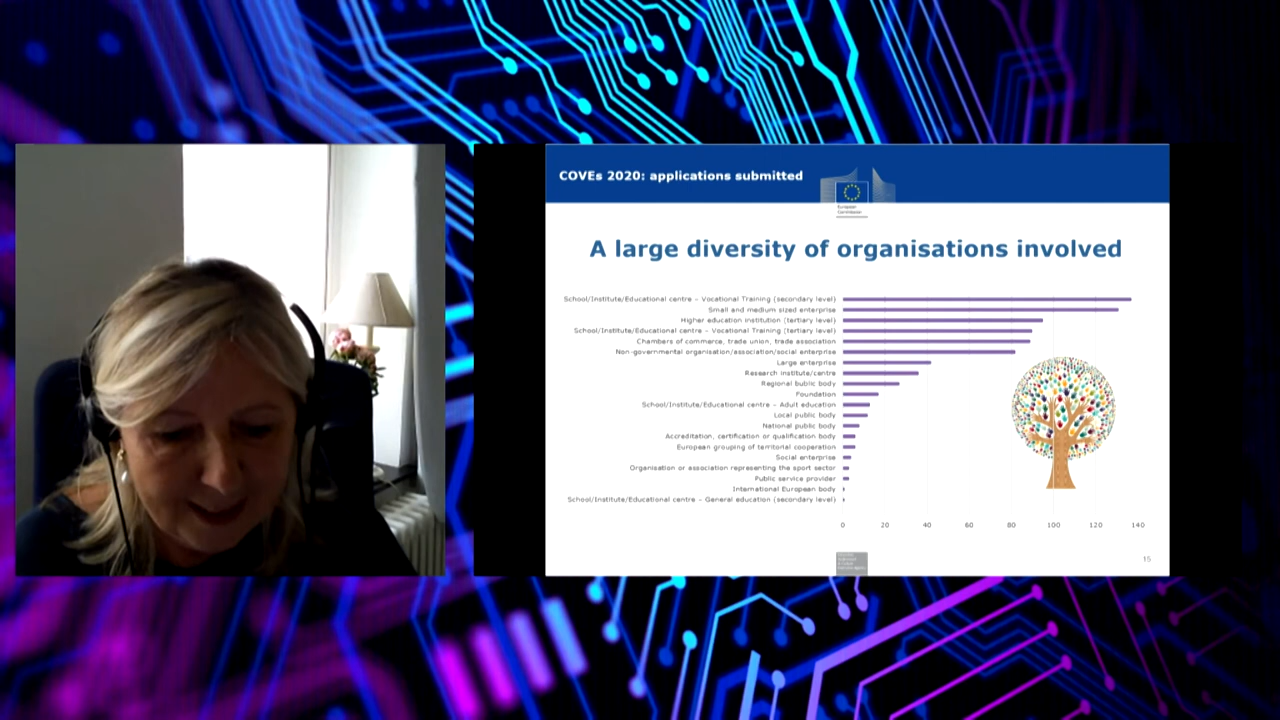 COVEs 2020: applications submitted
European
Commission
A large diversity of organisations involved
School/Institute/Educational centre – Vocational Training (secondary level)
Small and medium sized enterprise
Higher education institution (tertiary level)
School/Institute/Educational centre – Vocational Training (tertiary level)
Chambers of commerce, trade union, trade association
Non-governmental organisation/association/social enterprise
Large enterprise
Research institute/centre
Regional public body
Foundation
School/Institute/Educational centre – Adult education
Local public body
National public body
Accreditation, certification or qualification body
European grouping of territorial cooperation
Social enterprise
Organisation or association representing the sport sector
Public service provider
International European body
School/Institute/Educational centre – General education (secondary level)
0 20 40 60 80 100 120 140
15